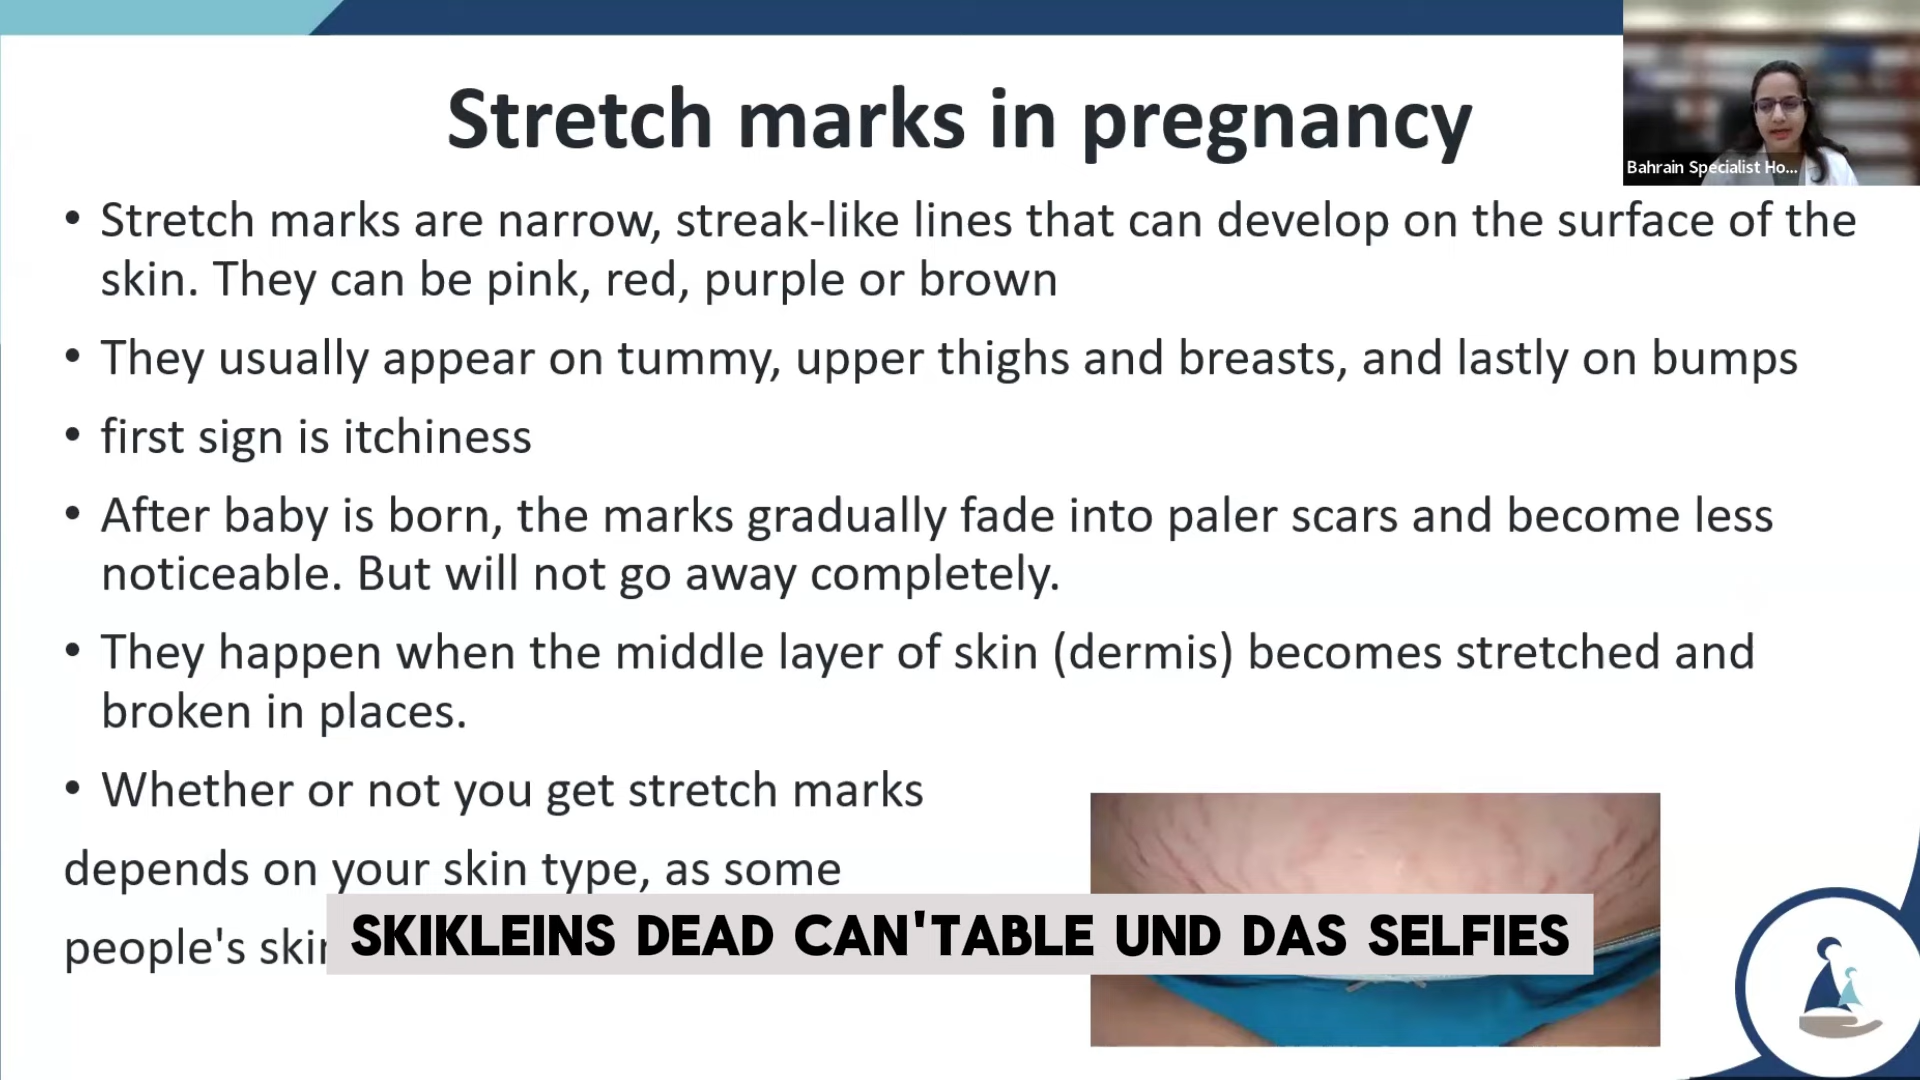 Stretch marks in pregnancy
Bahrain Specialist Ho...
• Stretch marks are narrow, streak-like lines that can develop on the surface of the
skin. They can be pink, red, purple or brown
• They usually appear on tummy, upper thighs and breasts, and lastly on bumps
• first sign is itchiness
• After baby is born, the marks gradually fade into paler scars and become less
noticeable. But will not go away completely.
• They happen when the middle layer of skin (dermis) becomes stretched and
broken in places.
• Whether or not you get stretch marks
depends on your skin type, as some
people's
SKIKLEINS DEAD CAN'TABLE UND DAS SELFIES